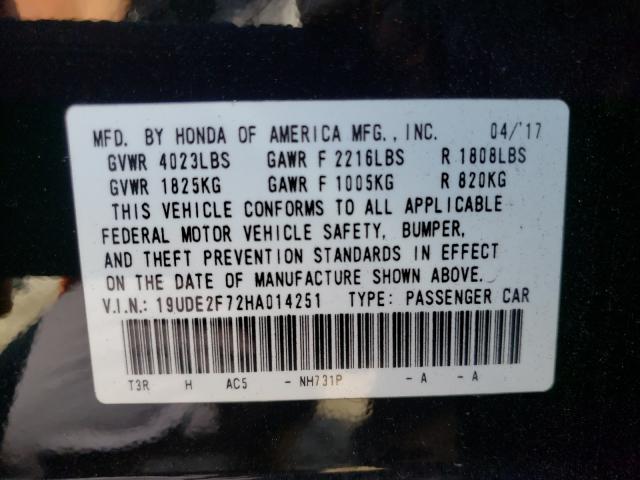 MFD. BY HONDA OF AMERICA MFG., INC. 04/'17
GVWR 4023LBS GAWR F 2216LBS R 1808LBS
GVWR 1825KG GAWR F 1005KG R 820KG
THIS VEHICLE CONFORMS TO ALL APPLICABLE
FEDERAL MOTOR VEHICLE SAFETY, BUMPER,
AND THEFT PREVENTION STANDARDS IN EFFECT
ON THE DATE OF MANUFACTURE SHOWN ABOVE.
V.I.N.: 19UDE2F72HA014251 TYPE: PASSENGER CAR
T3R H AC5 - NH731P - A - A